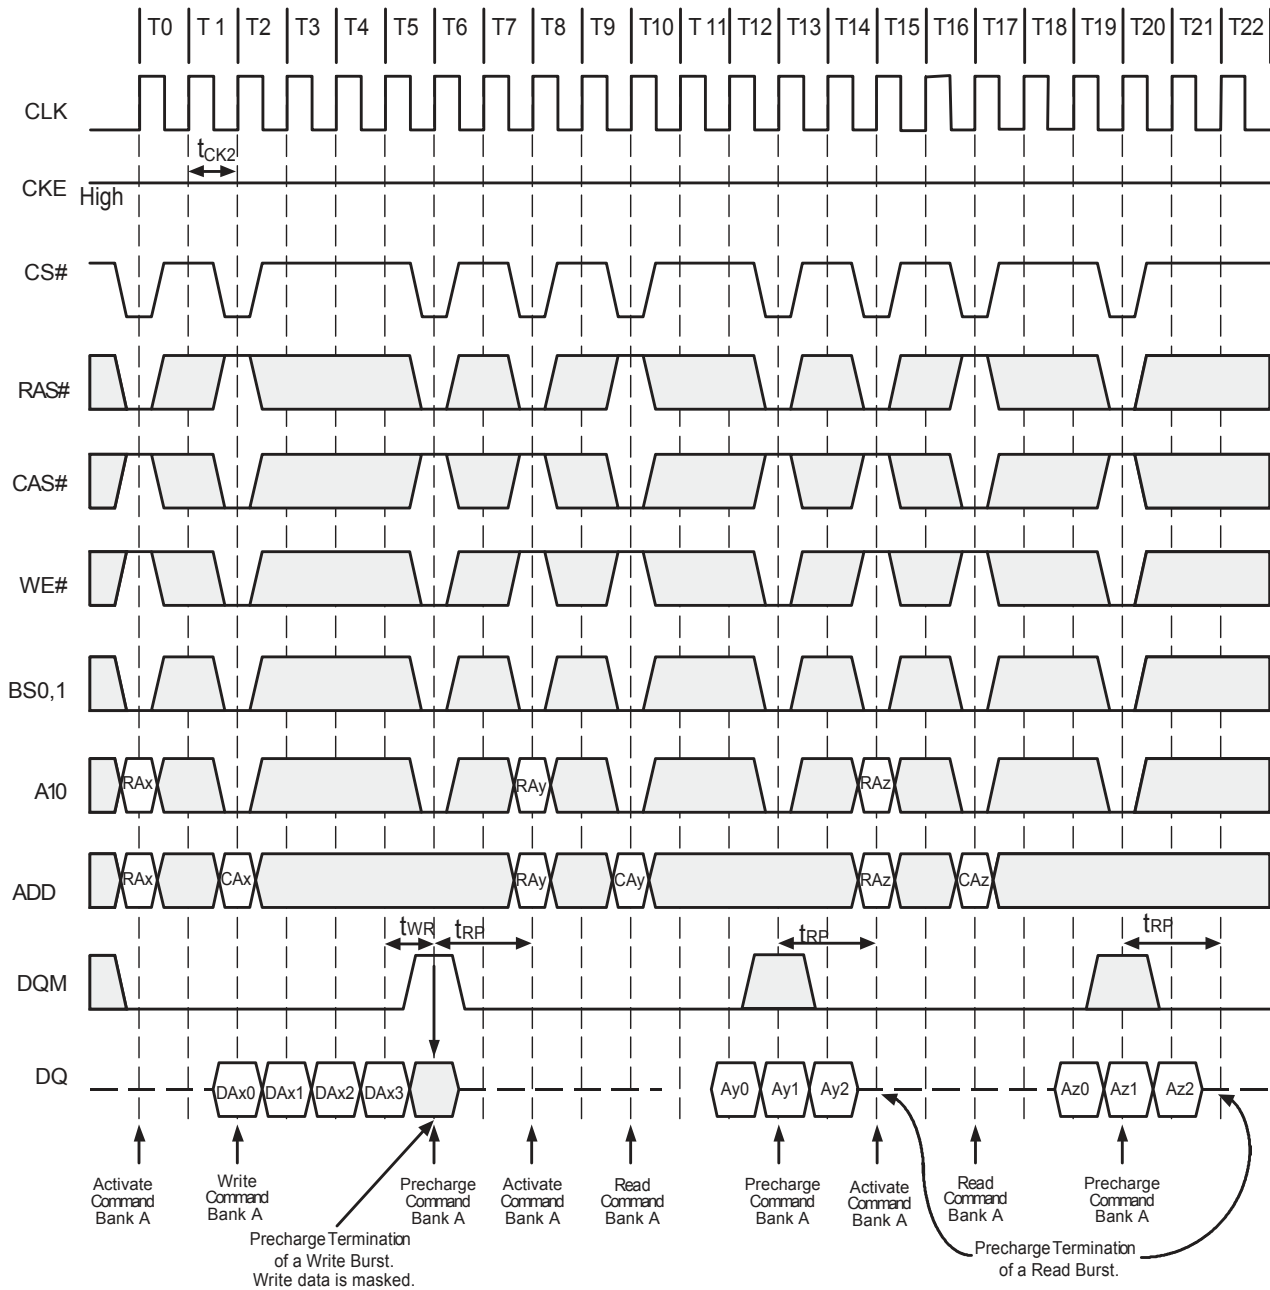 T0 T 1 T2 T3 T4 T5 T6 T7 T8 T9 T10 T 11 T12 T13 T14 T15 T16 T17 T18 T19 T20 T21 T22
CLK
tCK2
CKE High
CS#
RAS#
CAS#
WE#
BS0,1
A10 RAx RAy RAz
ADD RAx CAx RAy CAy RAz CAz
tWR tRP tRP tRP
DQM
DQ DAx0 DAx1 DAx2 DAx3 Ay0 Ay1 Ay2 Az0 Az1 Az2
Activate Command Bank A
Write Command Bank A
Precharge Command Bank A
Activate Command Bank A
Read Command Bank A
Precharge Command Bank A
Activate Command Bank A
Read Command Bank A
Precharge Command Bank A
Precharge Termination
of a Write Burst.
Write data is masked.
Precharge Termination
of a Read Burst.